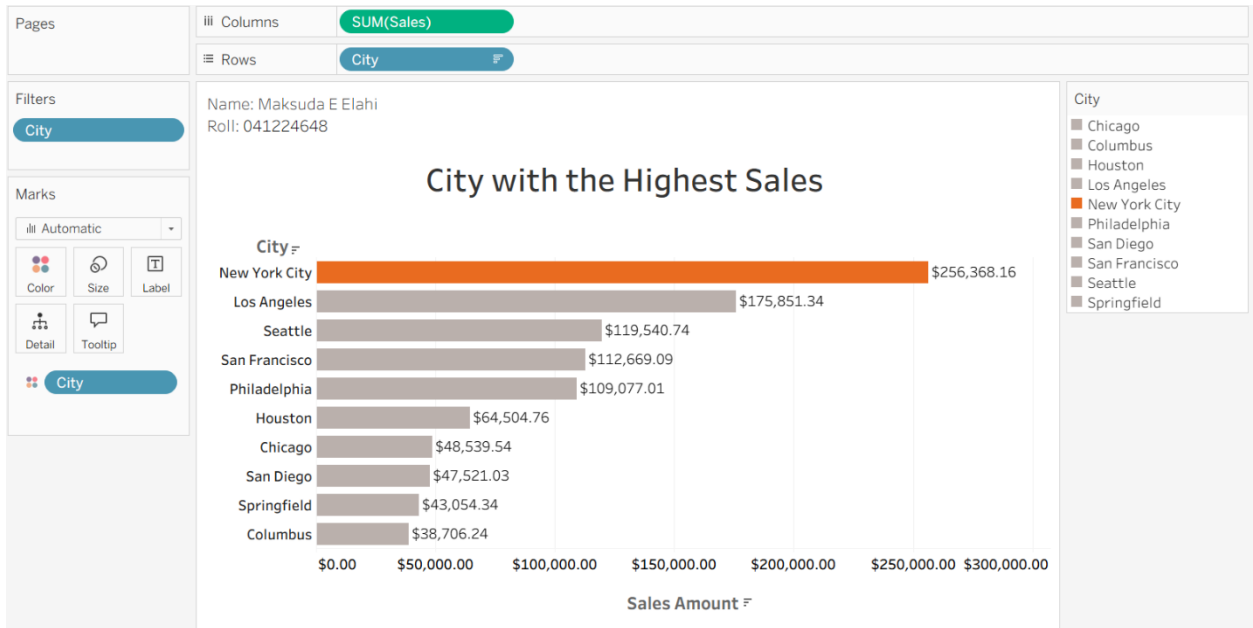 Pages
Columns
SUM(Sales)
Rows
City
Filters
City
Marks
Automatic
Color
Size
Label
Detail
Tooltip
City
Name: Maksuda E Elahi
Roll: 041224648
City with the Highest Sales
City
New York City
$256,368.16
Los Angeles
$175,851.34
Seattle
$119,540.74
San Francisco
$112,669.09
Philadelphia
$109,077.01
Houston
$64,504.76
Chicago
$48,539.54
San Diego
$47,521.03
Springfield
$43,054.34
Columbus
$38,706.24
$0.00 $50,000.00 $100,000.00 $150,000.00 $200,000.00 $250,000.00 $300,000.00
Sales Amount
City
Chicago
Columbus
Houston
Los Angeles
New York City
Philadelphia
San Diego
San Francisco
Seattle
Springfield